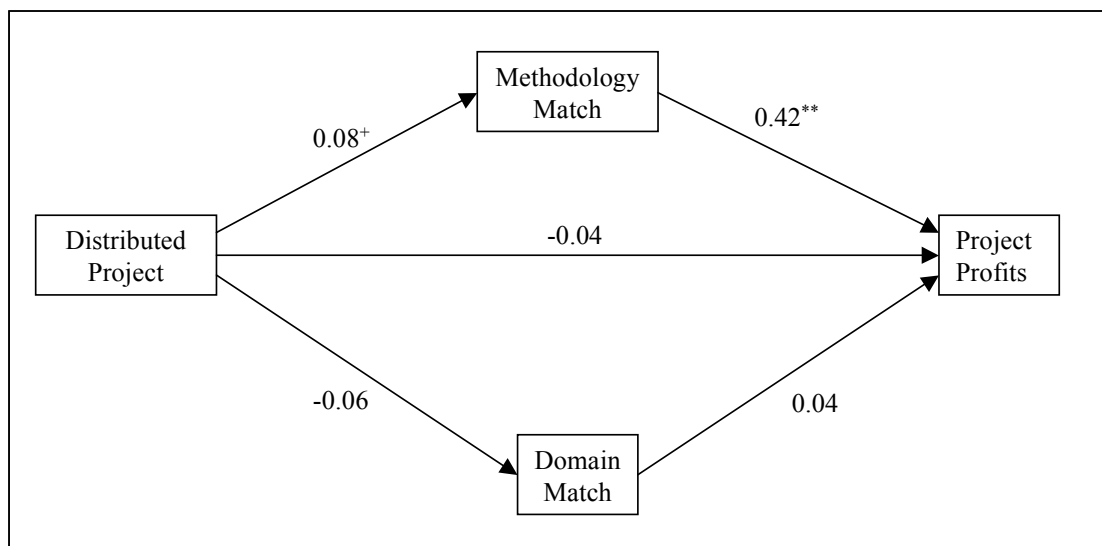 Methodology
Match
0.08+
0.42**
Distributed
Project
-0.04
Project
Profits
-0.06
0.04
Domain
Match